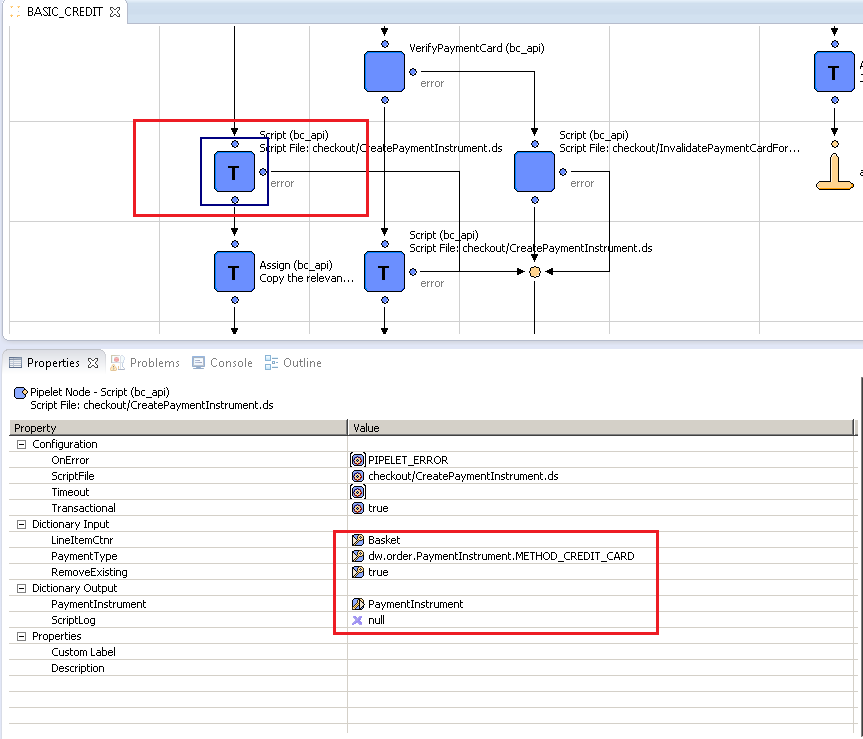 BASIC_CREDIT
VerifyPaymentCard (bc_api)
error
T
Script (bc_api)
Script File: checkout/CreatePaymentInstrument.ds
T
error
Script (bc_api)
Script File: checkout/InvalidatePaymentCardFor...
error
Script (bc_api)
Script File: checkout/CreatePaymentInstrument.ds
T
error
Assign (bc_api)
Copy the relevan...
T
Properties Problems Console Outline
Pipelet Node - Script (bc_api)
Script File: checkout/CreatePaymentInstrument.ds
Property Value
Configuration
OnError PIPELET_ERROR
ScriptFile checkout/CreatePaymentInstrument.ds
Timeout
Transactional true
Dictionary Input
LineItemCtnr Basket
PaymentType dw.order.PaymentInstrument.METHOD_CREDIT_CARD
RemoveExisting true
Dictionary Output
PaymentInstrument PaymentInstrument
ScriptLog null
Properties
Custom Label
Description